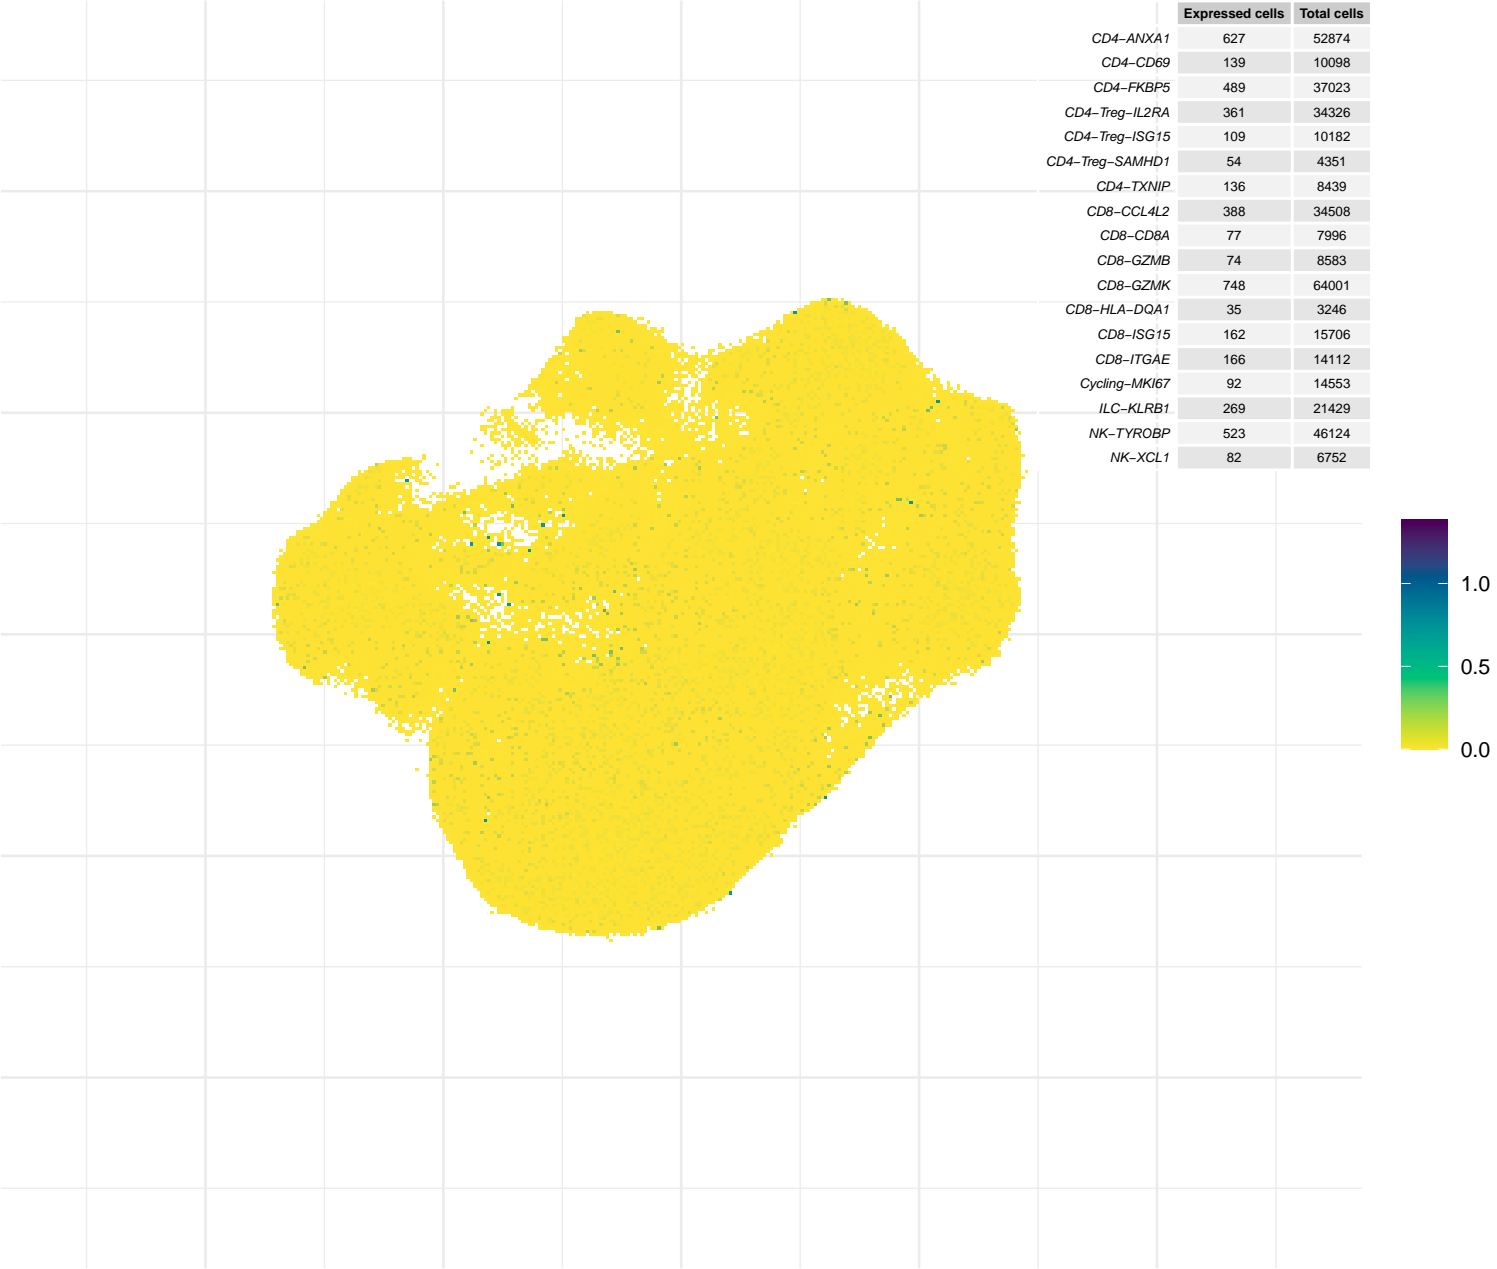 Expressed cells Total cells
CD4−ANXA1 627 52874
CD4−CD69 139 10098
CD4−FKBP5 489 37023
CD4−Treg−IL2RA 361 34326
CD4−Treg−ISG15 109 10182
CD4−Treg−SAMHD1 54 4351
CD4−TXNIP 136 8439
CD8−CCL4L2 388 34508
CD8−CD8A 77 7996
CD8−GZMB 74 8583
CD8−GZMK 748 64001
CD8−HLA−DQA1 35 3246
CD8−ISG15 162 15706
CD8−ITGAE 166 14112
Cycling−MKI67 92 14553
ILC−KLRB1 269 21429
NK−TYROBP 523 46124
NK−XCL1 82 6752
1.0
0.5
0.0